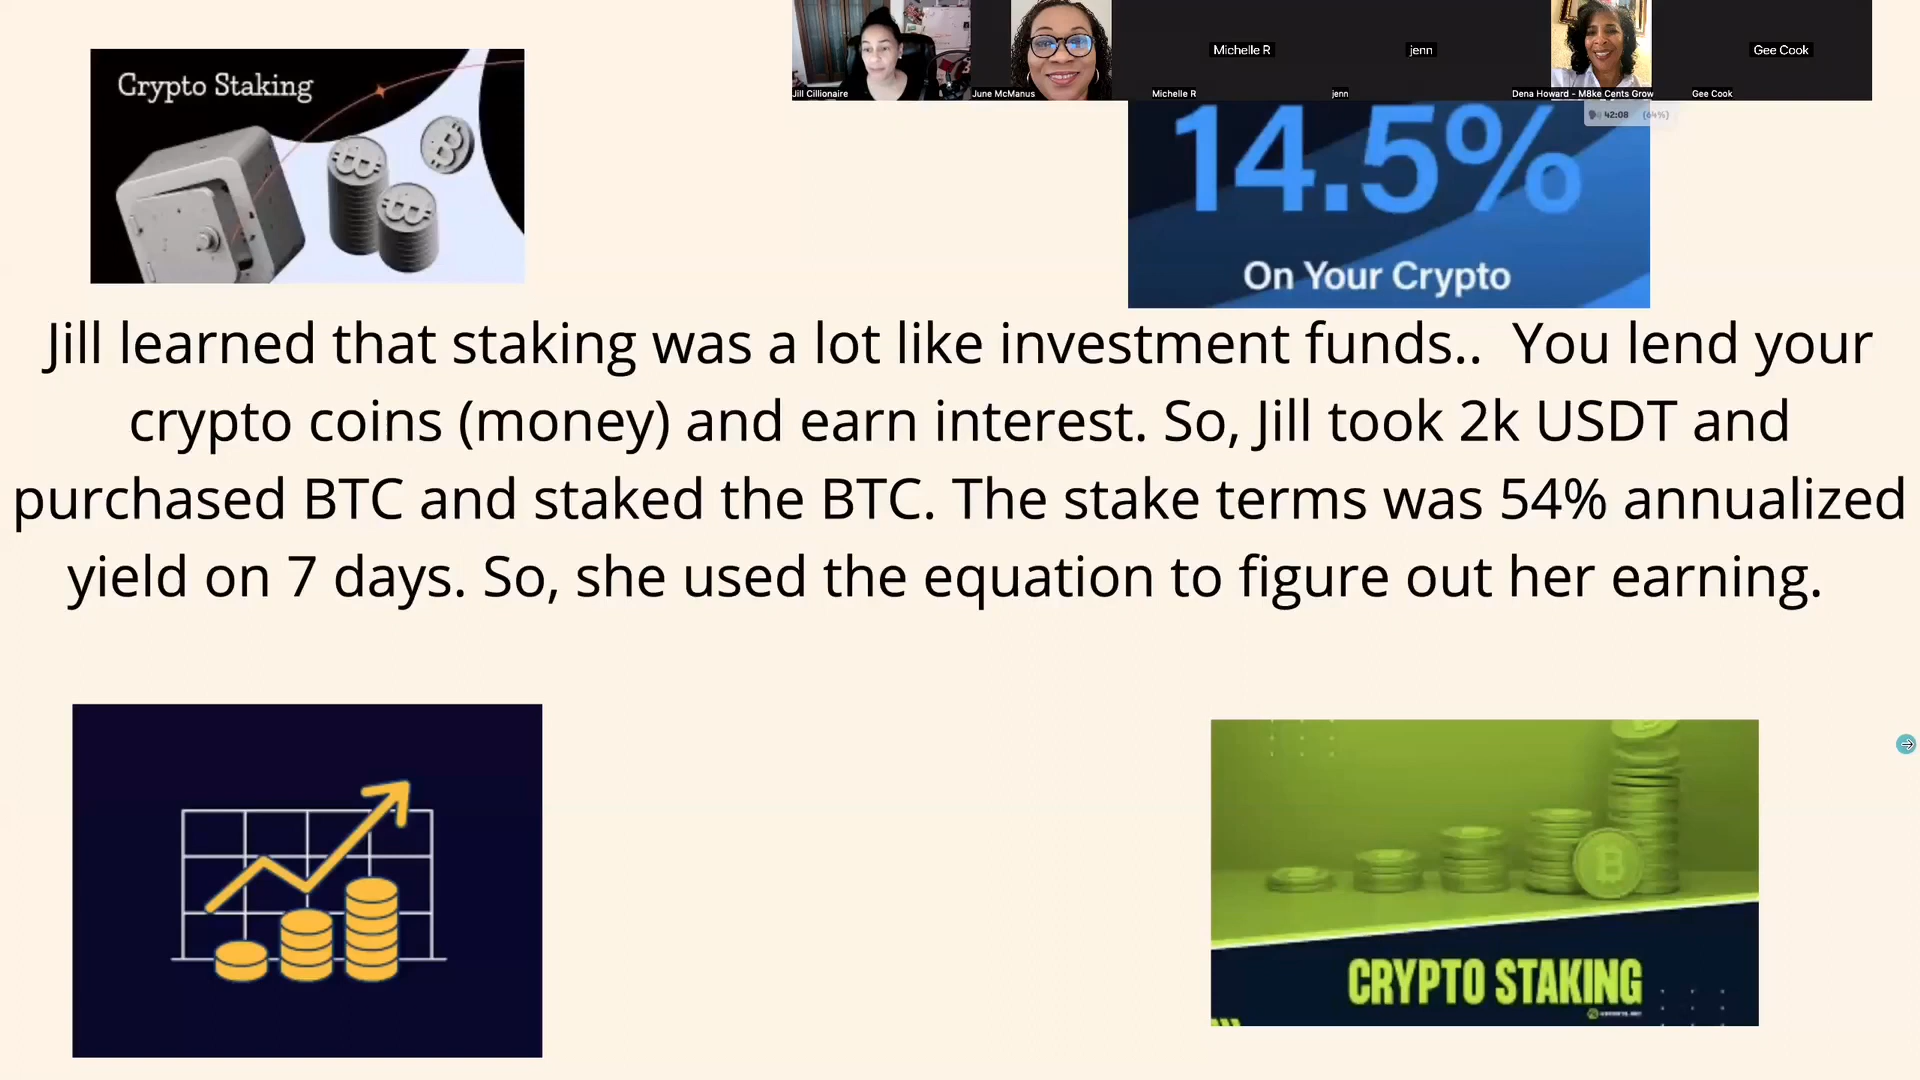 Crypto Staking
Michelle R
jenn
Gee Cook
Jill Cillionaire
June McManus
Michelle R
jenn
Dena Howard - M8ke Cents Grow
Gee Cook
42:08 (64%)
14.5%
On Your Crypto
Jill learned that staking was a lot like investment funds.. You lend your
crypto coins (money) and earn interest. So, Jill took 2k USDT and
purchased BTC and staked the BTC. The stake terms was 54% annualized
yield on 7 days. So, she used the equation to figure out her earning.
CRYPTO STAKING